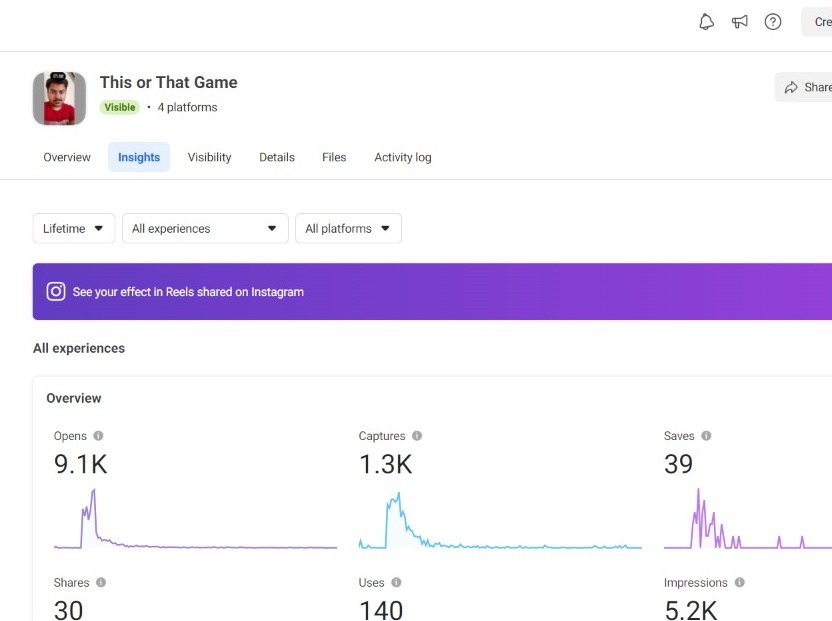 Cre
This or That Game
Visible • 4 platforms
Share
Overview Insights Visibility Details Files Activity log
Lifetime All experiences All platforms
See your effect in Reels shared on Instagram
All experiences
Overview
Opens Captures Saves
9.1K 1.3K 39
Shares Uses Impressions
30 140 5.2K